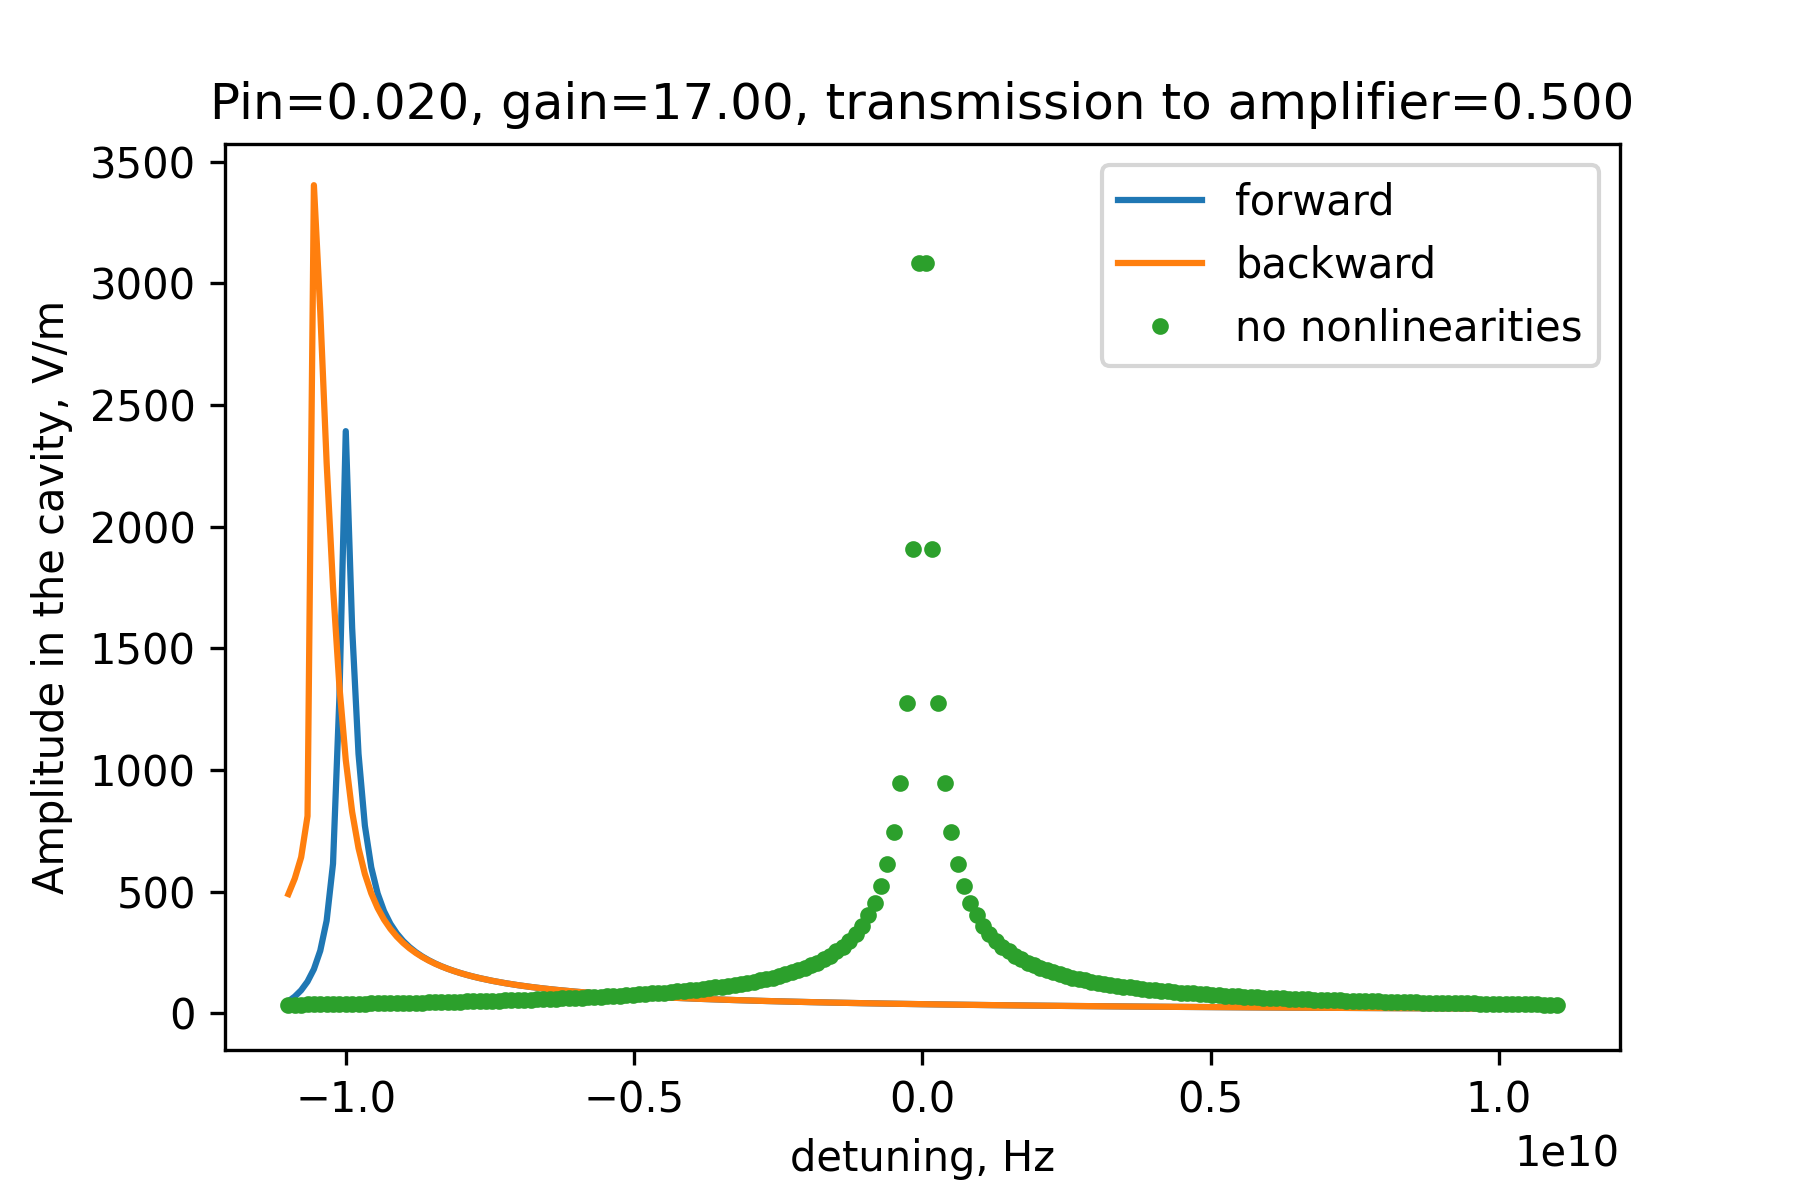 Pin=0.020, gain=17.00, transmission to amplifier=0.500
3500
3000
2500
2000
1500
1000
500
0
Amplitude in the cavity, V/m
forward
backward
no nonlinearities
−1.0 −0.5 0.0 0.5 1.0
1e10
detuning, Hz